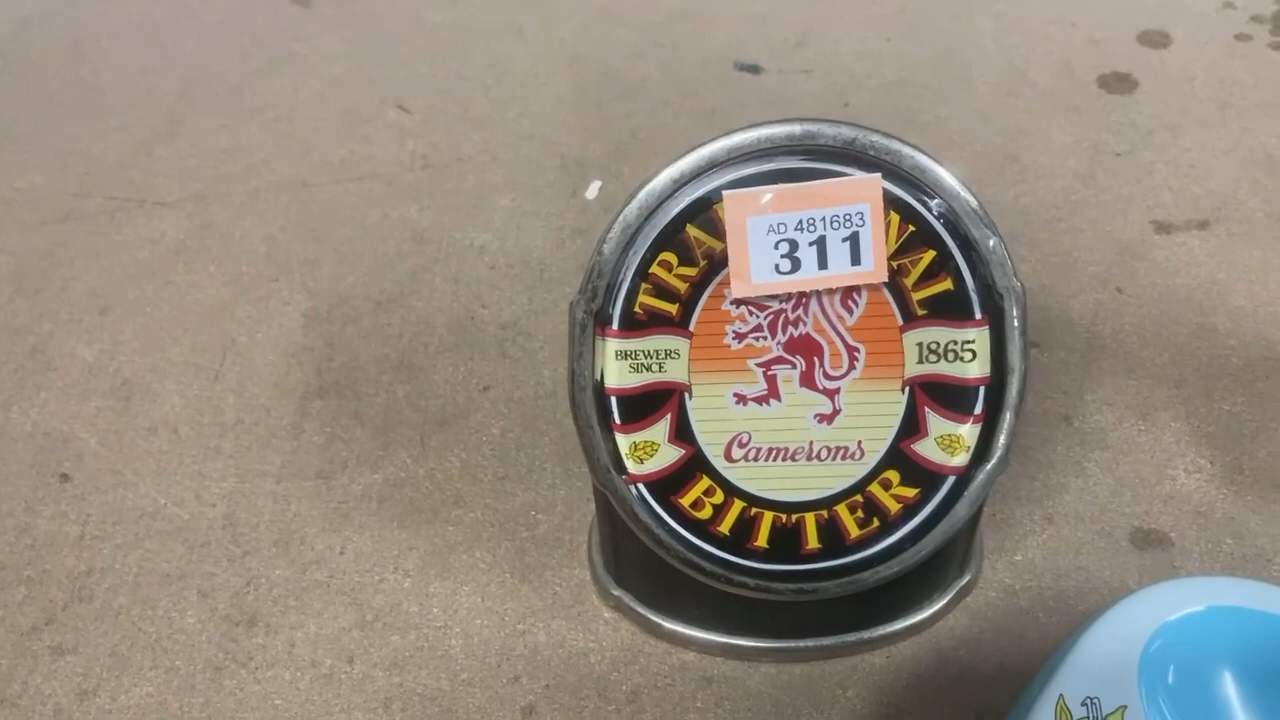 AD 481683
311
TRA NAL
BREWERS
SINCE
1865
Camerons
BITTER